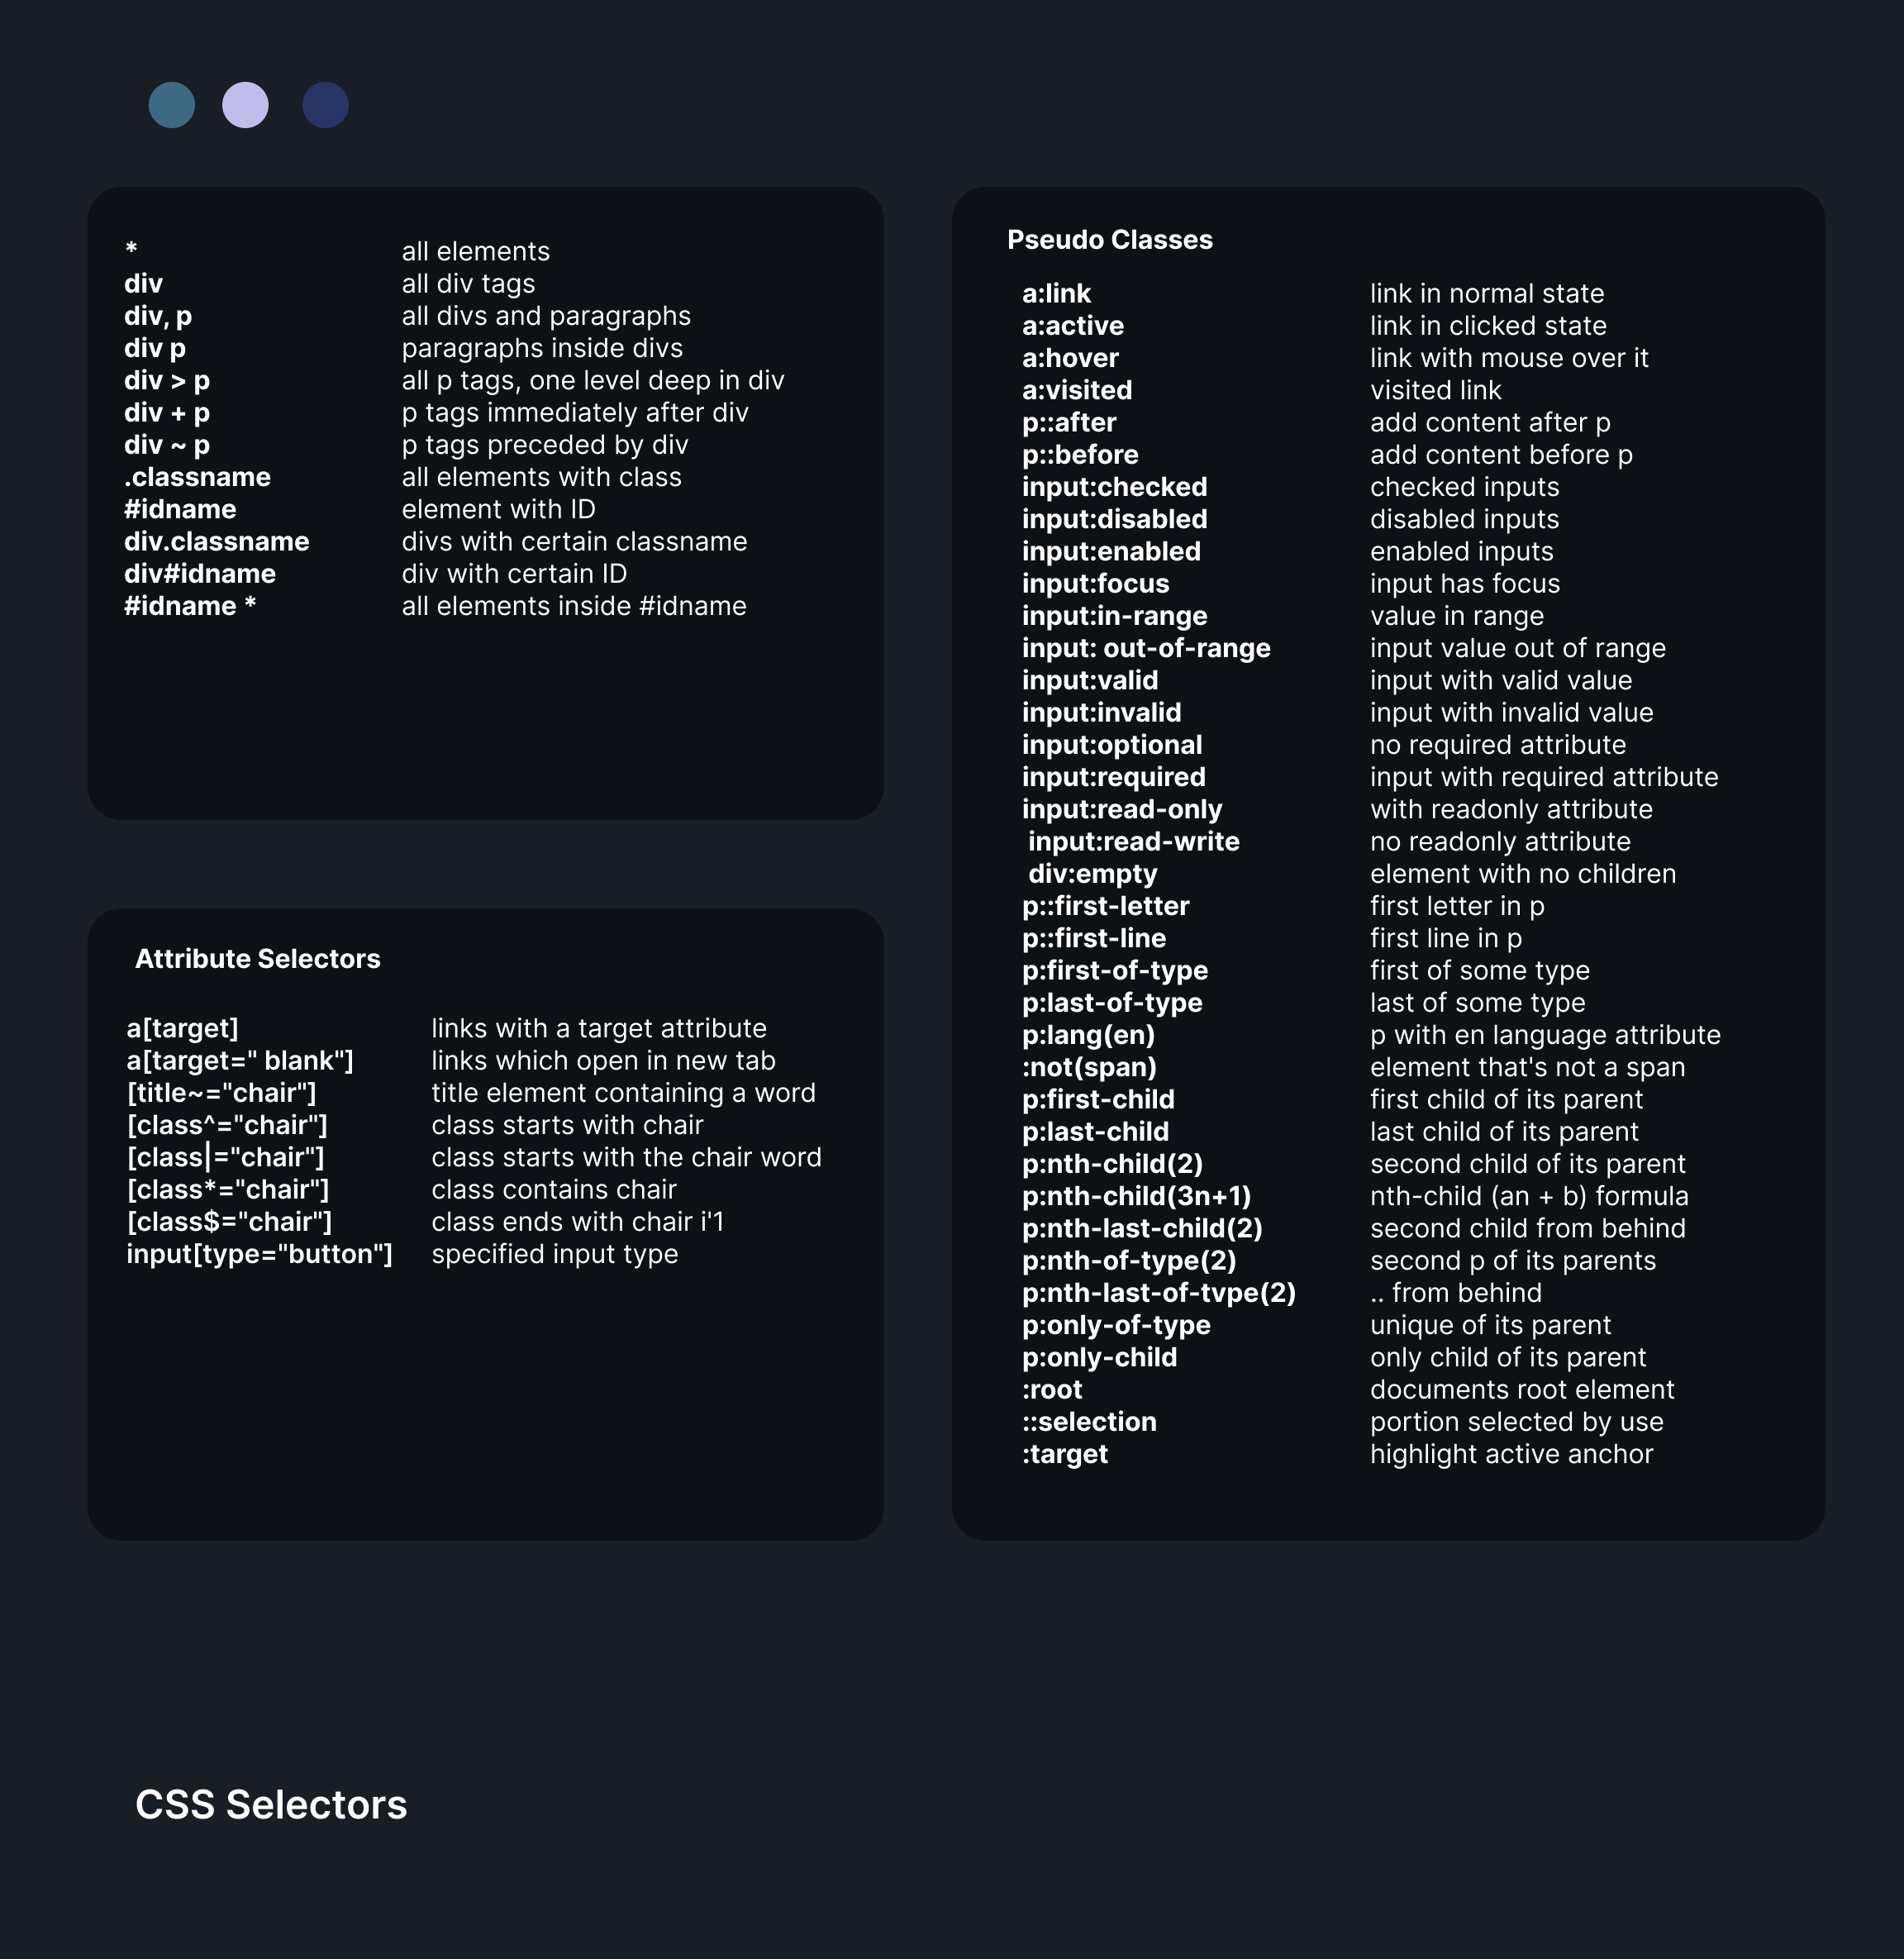 * all elements
div all div tags
div, p all divs and paragraphs
div p paragraphs inside divs
div > p all p tags, one level deep in div
div + p p tags immediately after div
div ~ p p tags preceded by div
.classname all elements with class
#idname element with ID
div.classname divs with certain classname
div#idname div with certain ID
#idname * all elements inside #idname
Attribute Selectors
a[target] links with a target attribute
a[target=" blank"] links which open in new tab
[title~="chair"] title element containing a word
[class^="chair"] class starts with chair
[class|="chair"] class starts with the chair word
[class*="chair"] class contains chair
[class$="chair"] class ends with chair i'1
input[type="button"] specified input type
Pseudo Classes
a:link link in normal state
a:active link in clicked state
a:hover link with mouse over it
a:visited visited link
p::after add content after p
p::before add content before p
input:checked checked inputs
input:disabled disabled inputs
input:enabled enabled inputs
input:focus input has focus
input:in-range value in range
input: out-of-range input value out of range
input:valid input with valid value
input:invalid input with invalid value
input:optional no required attribute
input:required input with required attribute
input:read-only with readonly attribute
input:read-write no readonly attribute
div:empty element with no children
p::first-letter first letter in p
p::first-line first line in p
p:first-of-type first of some type
p:last-of-type last of some type
p:lang(en) p with en language attribute
:not(span) element that's not a span
p:first-child first child of its parent
p:last-child last child of its parent
p:nth-child(2) second child of its parent
p:nth-child(3n+1) nth-child (an + b) formula
p:nth-last-child(2) second child from behind
p:nth-of-type(2) second p of its parents
p:nth-last-of-tvpe(2) .. from behind
p:only-of-type unique of its parent
p:only-child only child of its parent
:root documents root element
::selection portion selected by use
:target highlight active anchor
CSS Selectors